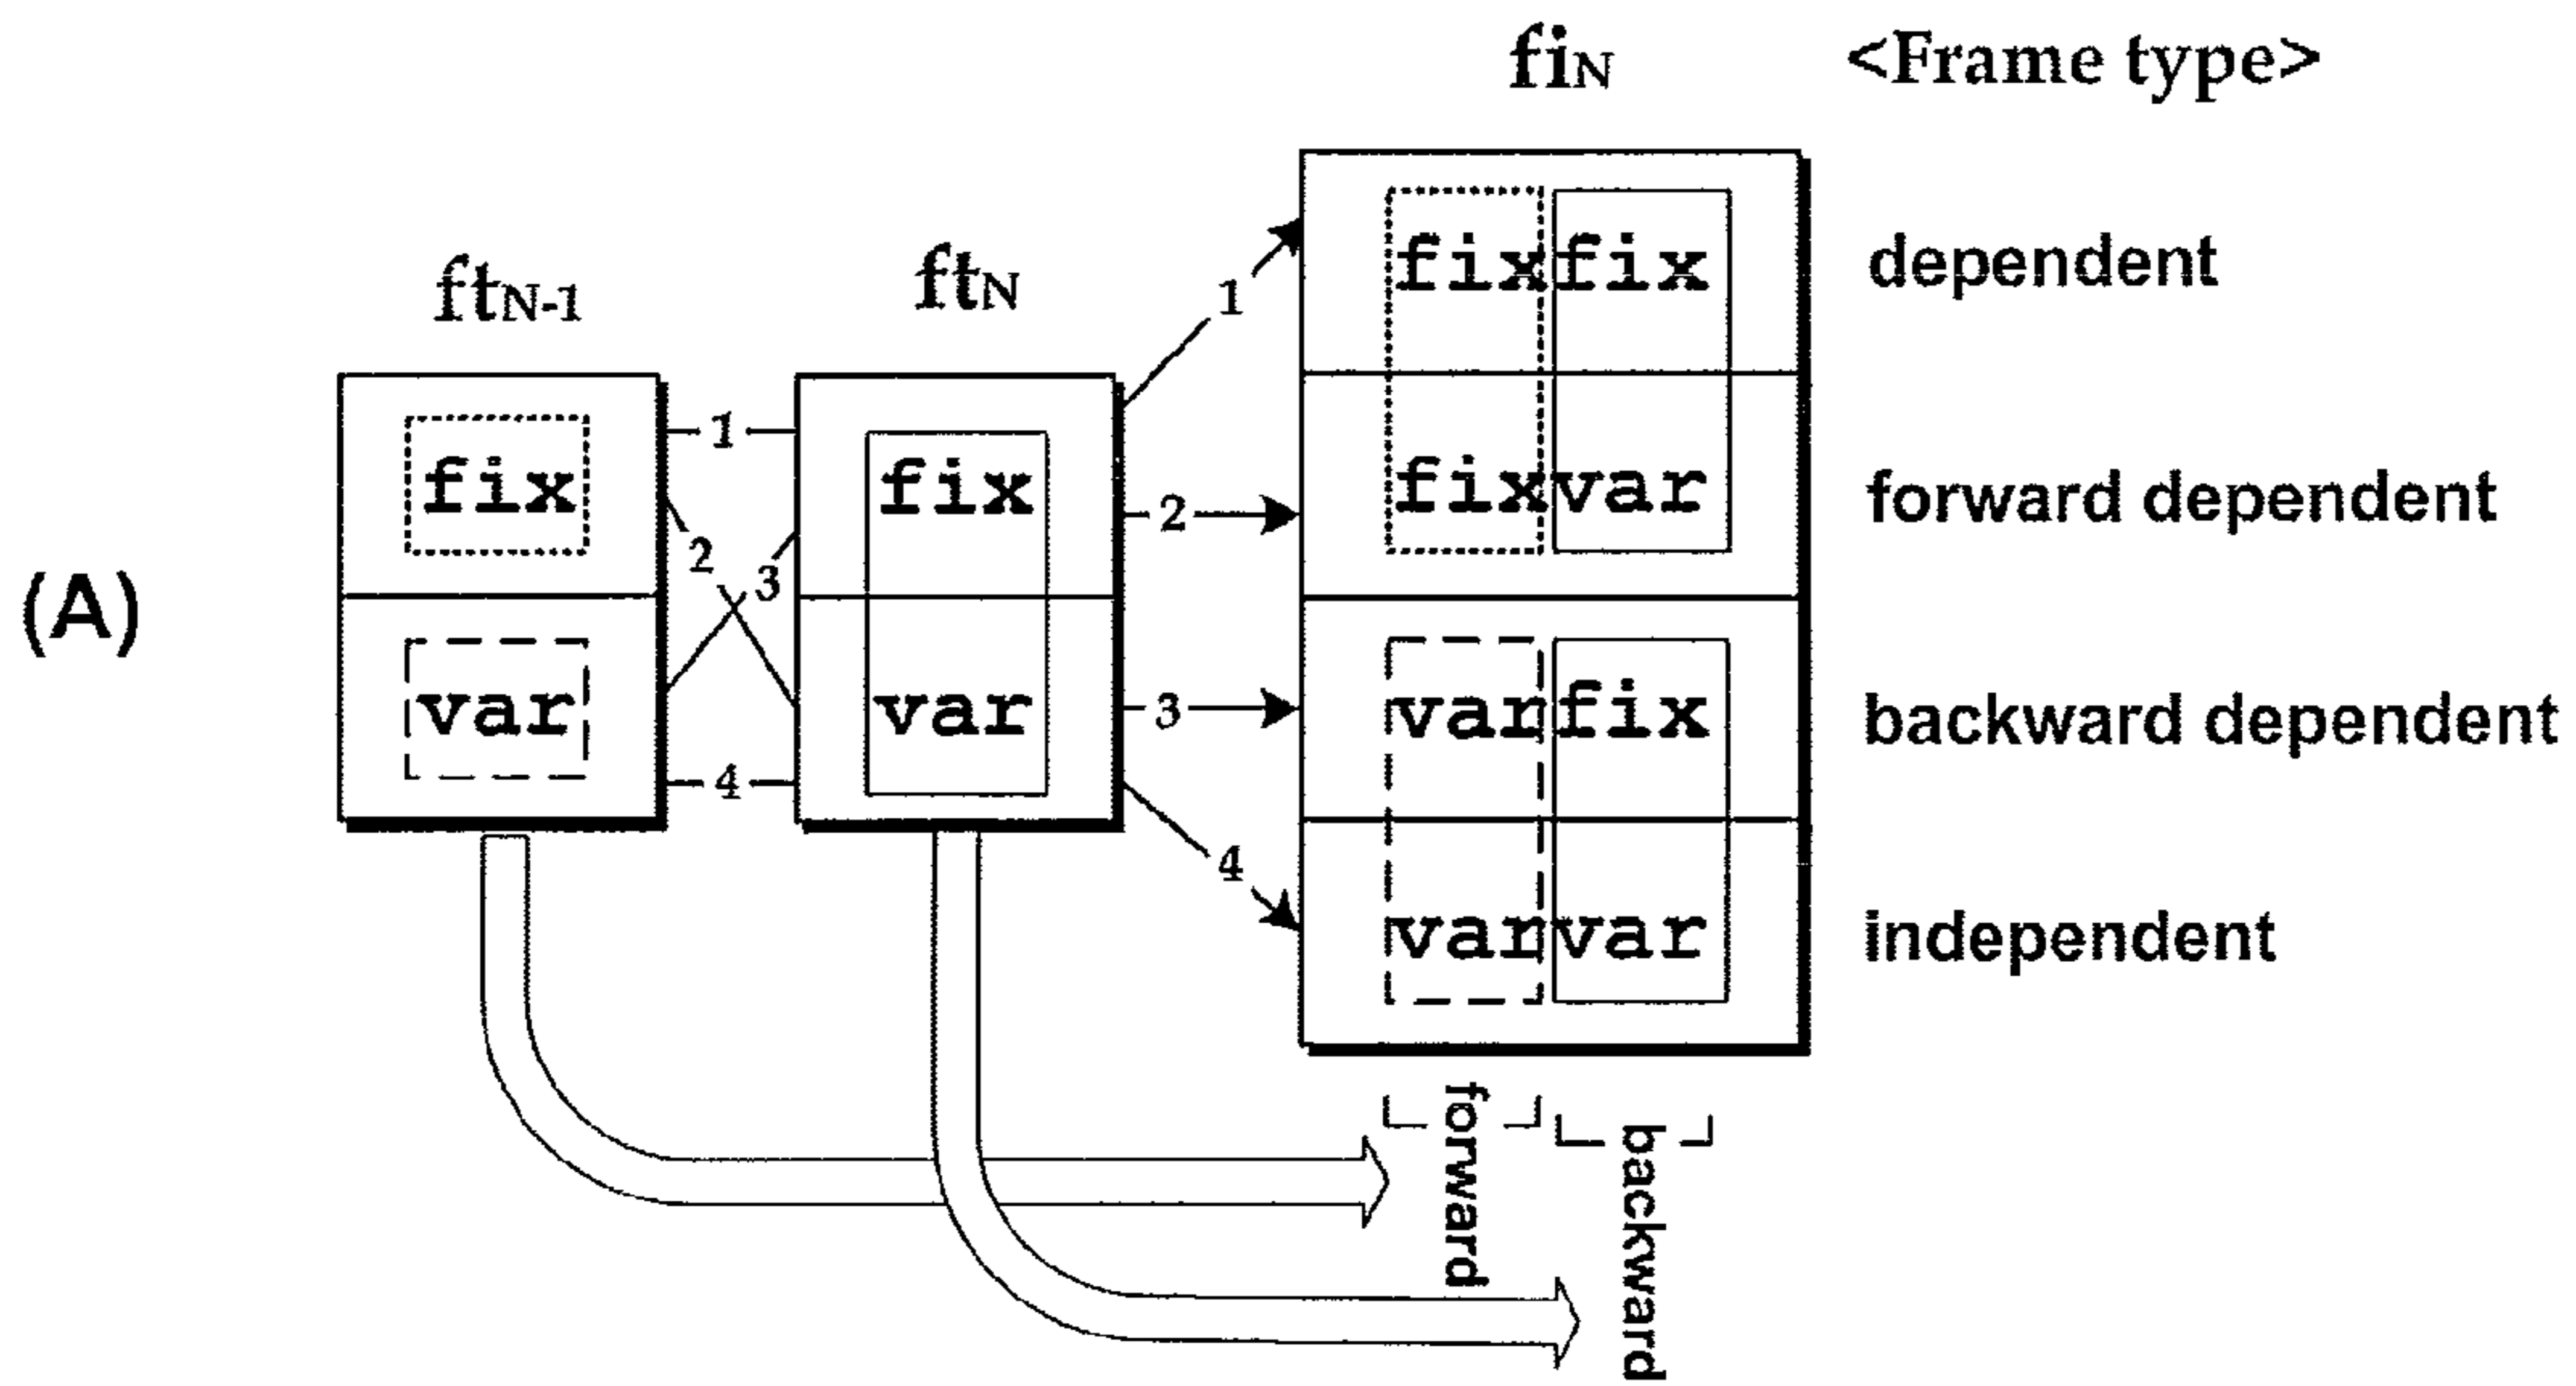 fiN <Frame type>
ftN-1 ftN
fixfix dependent
1
1
fix fix fixvar forward dependent
2
2 3
(A)
var var varfix backward dependent
3
4
4
varvar independent
forward
backward